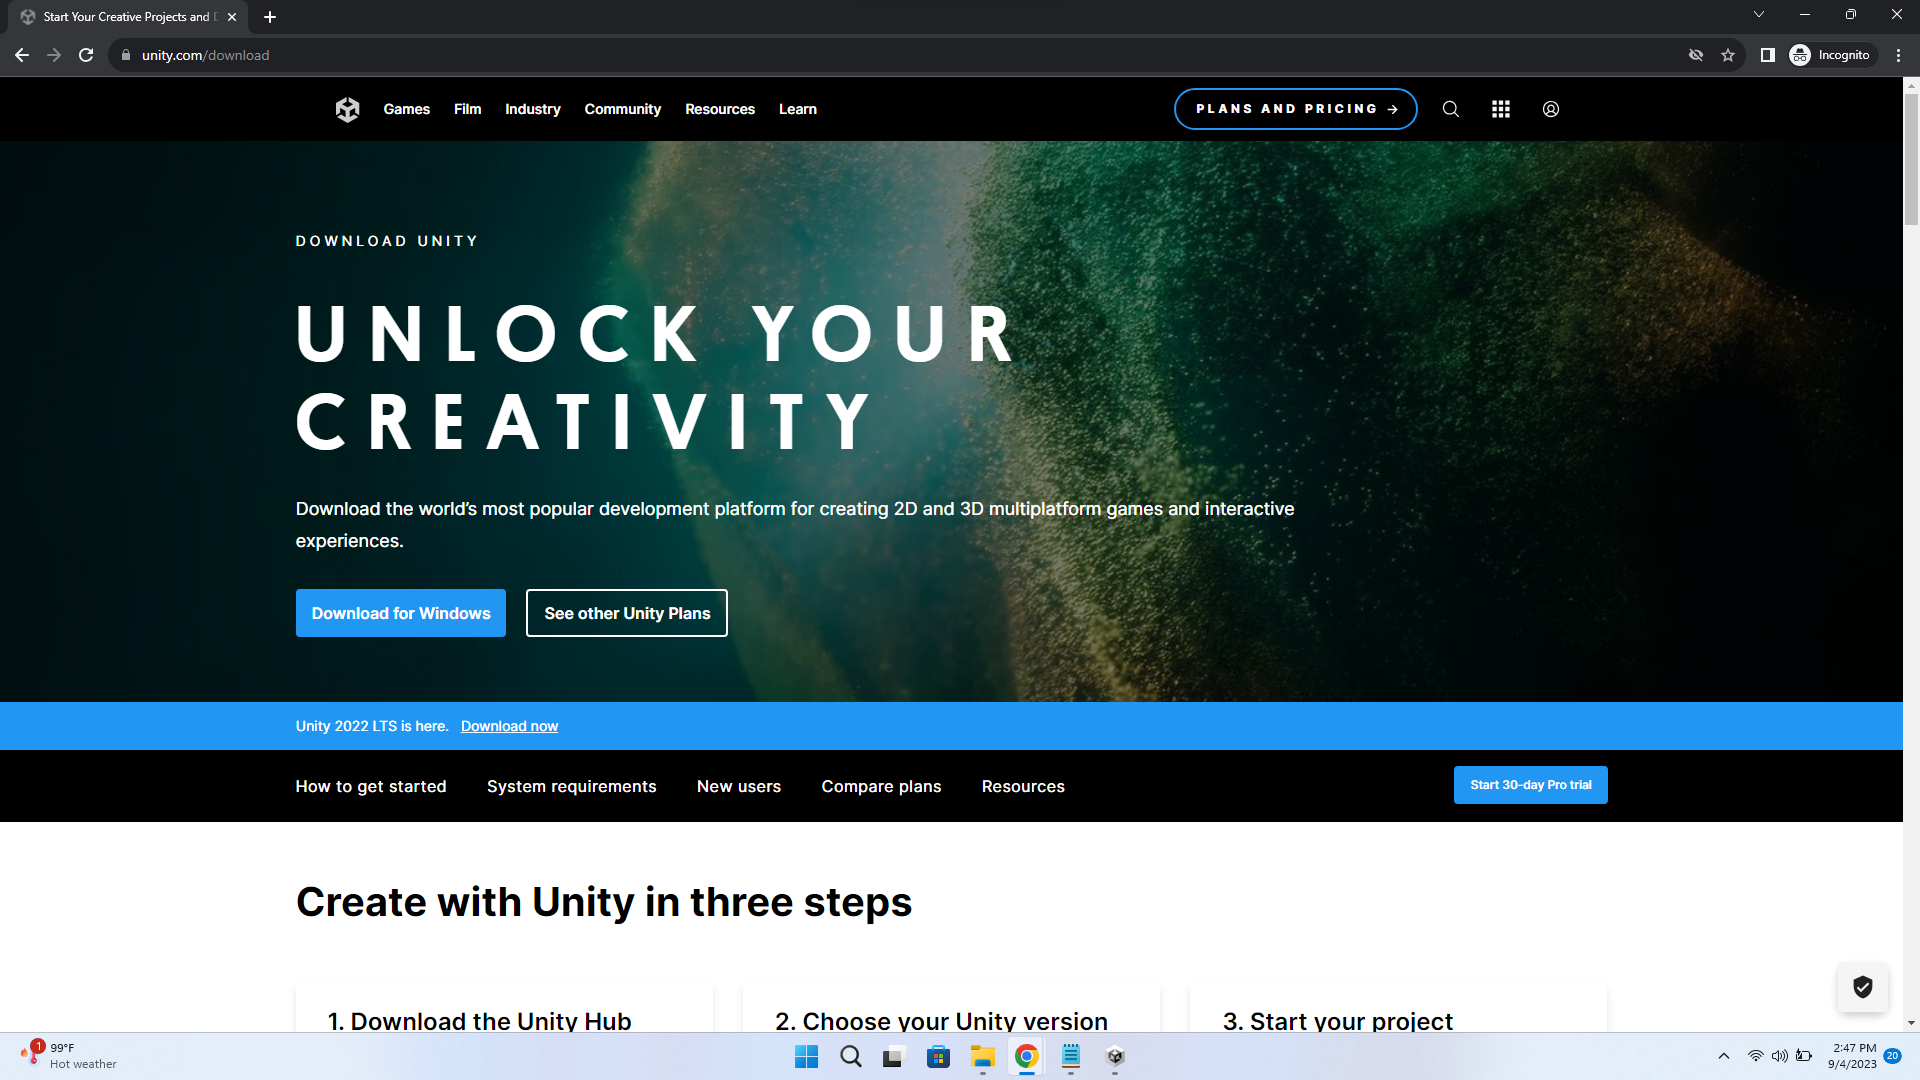 Start Your Creative Projects and
unity.com/download
Incognito
Games Film Industry Community Resources Learn
PLANS AND PRICING →
DOWNLOAD UNITY
UNLOCK YOUR
CREATIVITY
Download the world’s most popular development platform for creating 2D and 3D multiplatform games and interactive
experiences.
Download for Windows See other Unity Plans
Unity 2022 LTS is here. Download now
How to get started System requirements New users Compare plans Resources Start 30-day Pro trial
Create with Unity in three steps
1. Download the Unity Hub 2. Choose your Unity version 3. Start your project
1
99°F
Hot weather
2:47 PM
9/4/2023
20